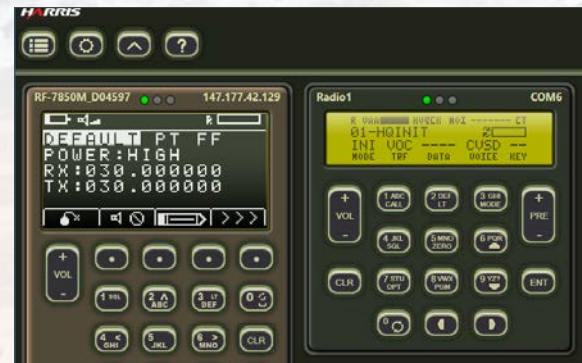 HARRIS
RF-7850M_D04597 147.177.42.129
R
DEFAULT PT FF
POWER:HIGH
RX:030.000000
TX:030.000000
>>>
+ VOL -
1 SQL 2 ABC 3 LT DEF 0
4 < GHI 5 JKL 6 > MNO CLR
Radio1 COM6
01-HQINIT
INI VOC ---- CVSD --
MODE TRF DATA VOICE KEY
+ VOL - 1 ABC CALL 2 DEF LT 3 GHI MODE + PRE -
4 JKL SQL 5 MNO ZERO 6 PQR
CLR 7 STU OPT 8 VWX PGM 9 YZ? ENT
0